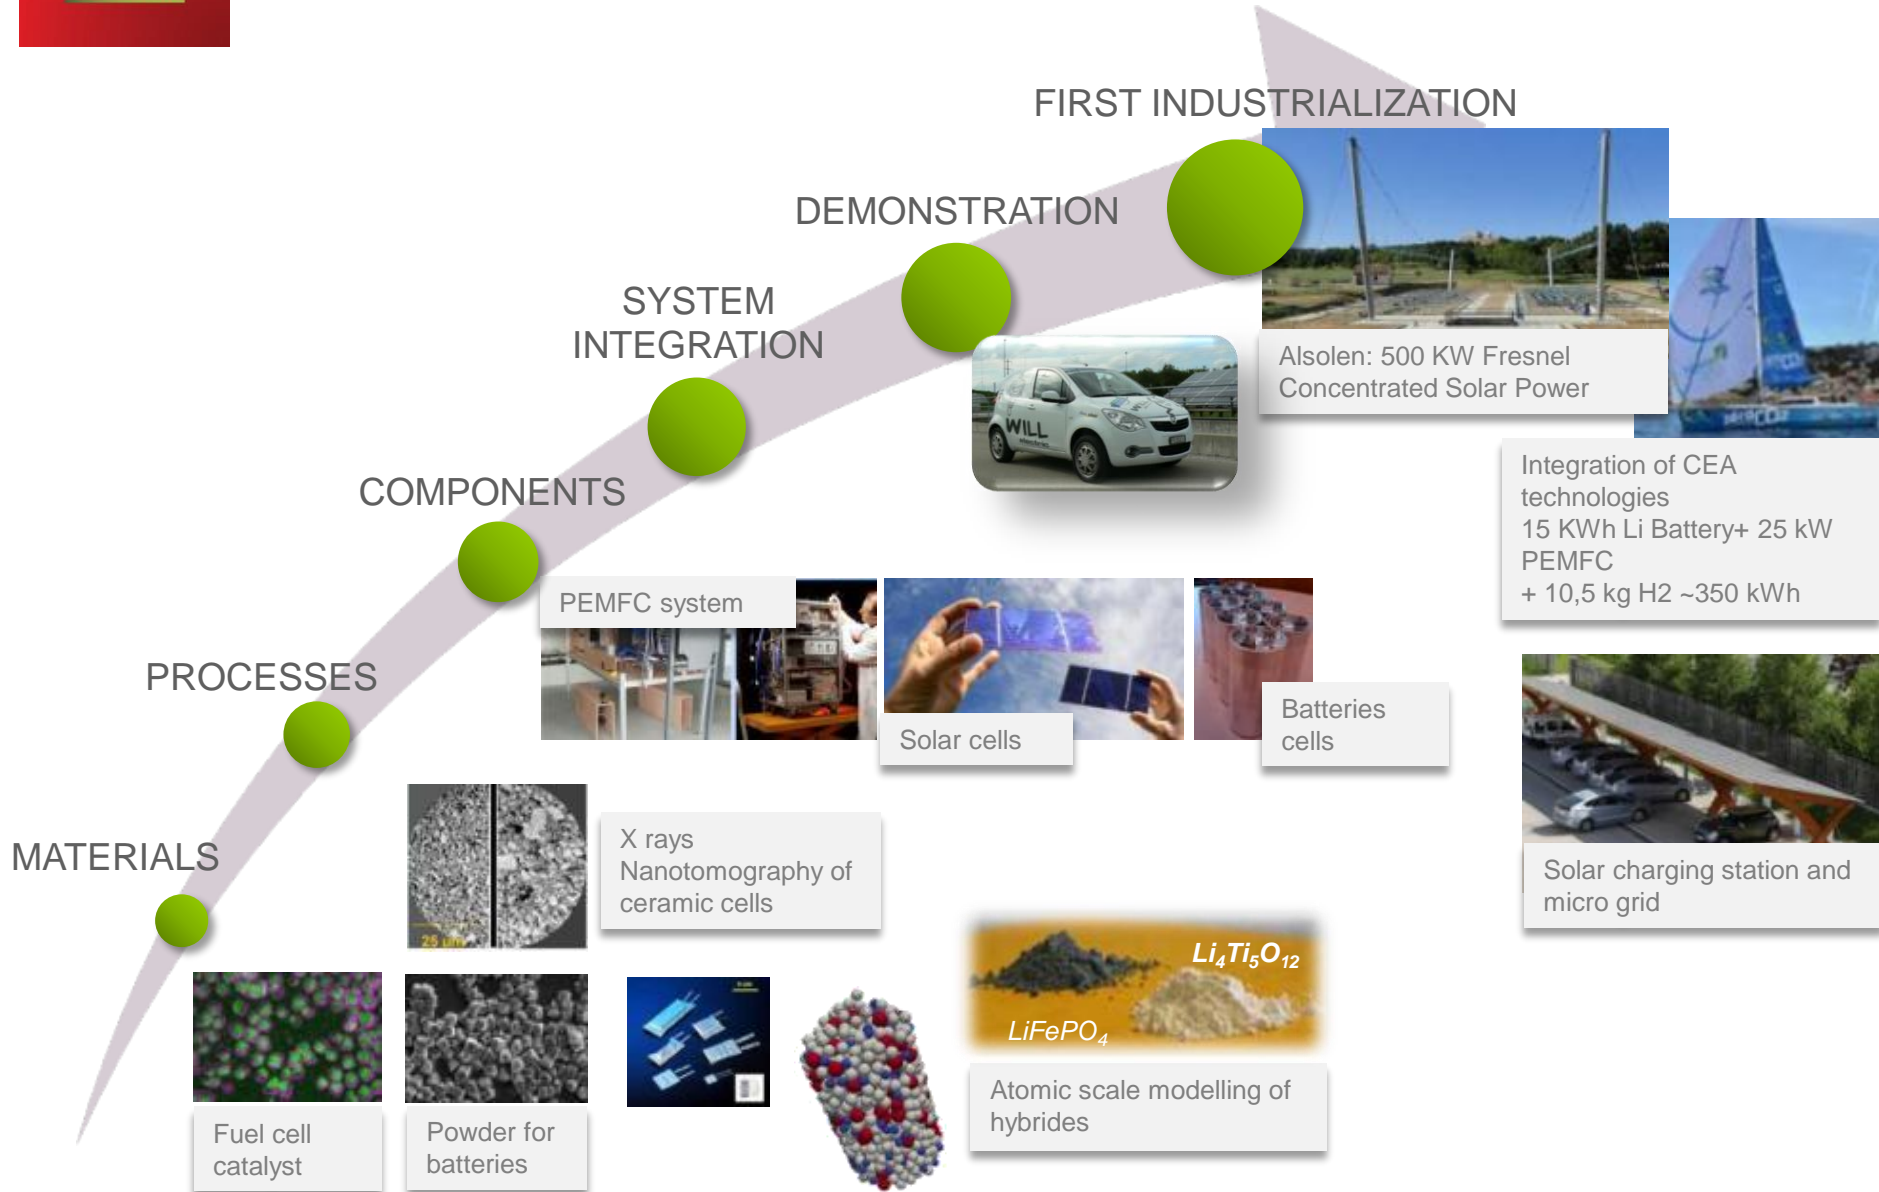 FIRST INDUSTRIALIZATION
DEMONSTRATION
SYSTEM
INTEGRATION
COMPONENTS
PROCESSES
MATERIALS
Alsolen: 500 KW Fresnel
Concentrated Solar Power
WILL
Integration of CEA
technologies
15 KWh Li Battery+ 25 kW
PEMFC
+ 10,5 kg H2 ~350 kWh
PEMFC system
Solar cells
Batteries
cells
Solar charging station and
micro grid
X rays
Nanotomography of
ceramic cells
25 µm
Li₄Ti₅O₁₂
LiFePO₄
Atomic scale modelling of
hybrides
Fuel cell
catalyst
Powder for
batteries